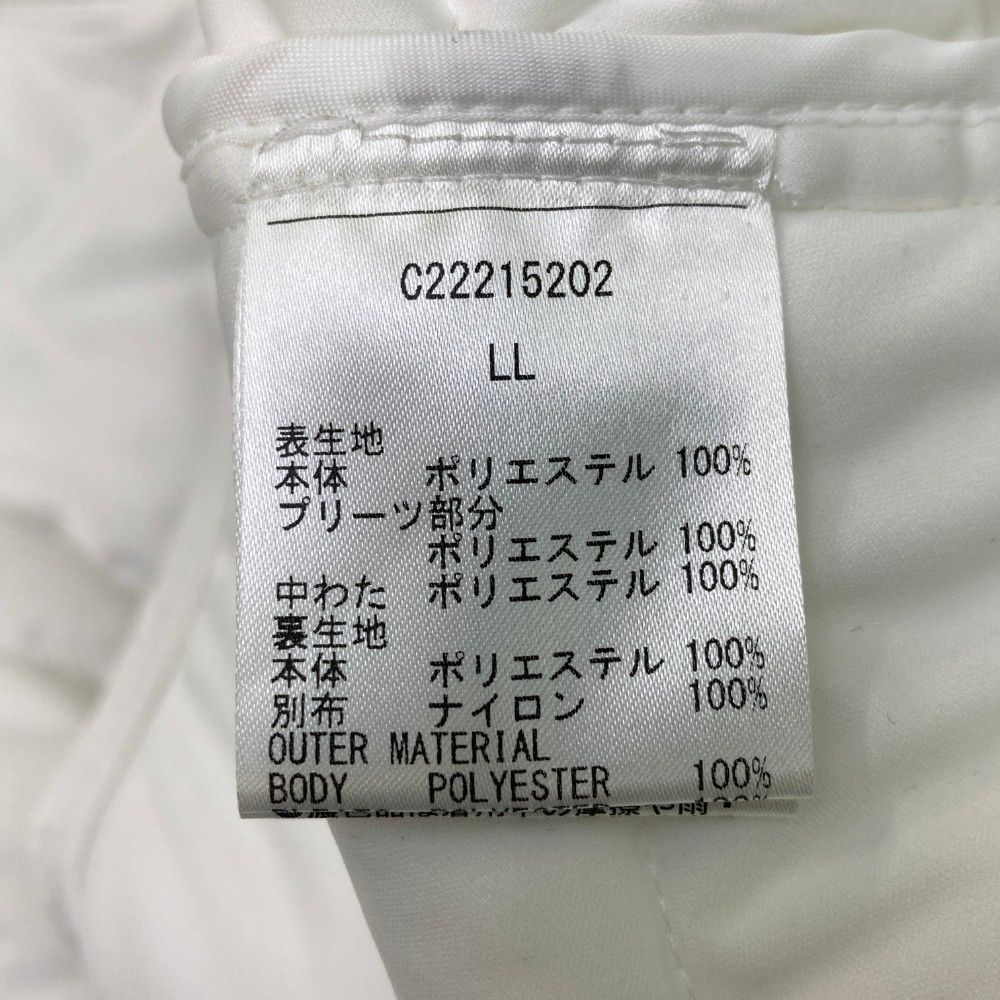 C22215202
LL
表生地
本体 ポリエステル 100%
プリーツ部分
ポリエステル 100%
中わた ポリエステル 100%
裏生地
本体 ポリエステル 100%
別布 ナイロン 100%
OUTER MATERIAL
BODY POLYESTER 100%